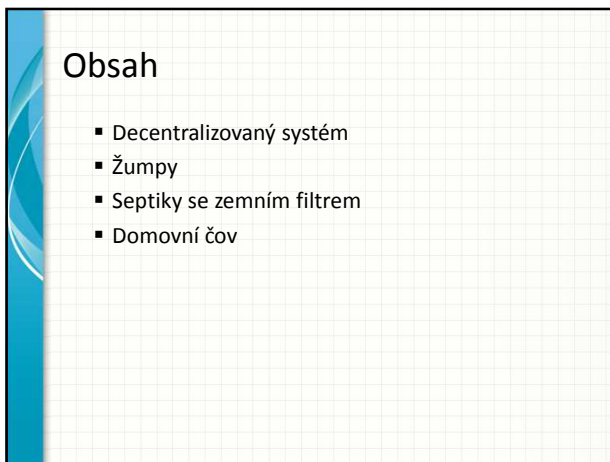 Obsah
▪ Decentralizovaný systém
▪ Žumpy
▪ Septiky se zemním filtrem
▪ Domovní čov